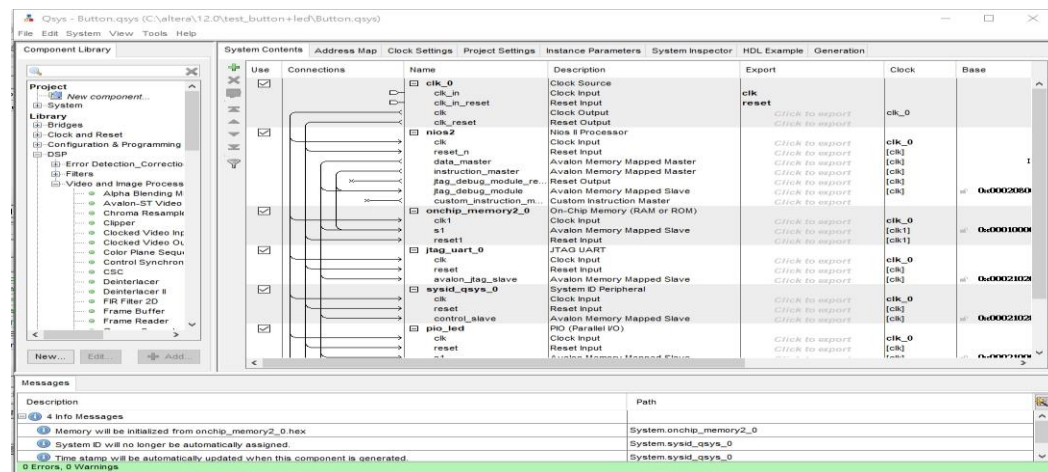 Qsys - Button.qsys (C:\altera\12.0\test_button+led\Button.qsys)
File Edit System View Tools Help
Component Library
Project
New component...
System
Library
Bridges
Clock and Reset
Configuration & Programming
DSP
Error Detection_Correctio
Filters
Video and Image Process
Alpha Blending M
Avalon-ST Video
Chroma Resample
Clipper
Clocked Video Inp
Clocked Video Ou
Color Plane Seque
Control Synchron
CSC
Deinterlacer
Deinterlacer II
FIR Filter 2D
Frame Buffer
Frame Reader
New... Edit... Add...
System Contents Address Map Clock Settings Project Settings Instance Parameters System Inspector HDL Example Generation
Use Connections Name Description Export Clock Base
clk_0 Clock Source
clk_in Clock Input clk
clk_in_reset Reset Input reset
clk Clock Output Click to export clk_0
clk_reset Reset Output Click to export
nios2 Nios II Processor
clk Clock Input Click to export clk_0
reset_n Reset Input Click to export [clk]
data_master Avalon Memory Mapped Master Click to export [clk]
instruction_master Avalon Memory Mapped Master Click to export [clk]
jtag_debug_module_re... Reset Output Click to export [clk]
jtag_debug_module Avalon Memory Mapped Slave Click to export [clk] 0x0002080
custom_instruction_m... Custom Instruction Master Click to export
onchip_memory2_0 On-Chip Memory (RAM or ROM)
clk1 Clock Input Click to export clk_0
s1 Avalon Memory Mapped Slave Click to export [clk1] 0x0001000
reset1 Reset Input Click to export [clk1]
jtag_uart_0 JTAG UART
clk Clock Input Click to export clk_0
reset Reset Input Click to export [clk]
avalon_jtag_slave Avalon Memory Mapped Slave Click to export [clk] 0x0002102
sysid_qsys_0 System ID Peripheral
clk Clock Input Click to export clk_0
reset Reset Input Click to export [clk]
control_slave Avalon Memory Mapped Slave Click to export [clk] 0x0002102
pio_led PIO (Parallel I/O)
clk Clock Input Click to export clk_0
reset Reset Input Click to export [clk]
s1 Avalon Memory Mapped Slave Click to export [clk]
Messages
Description Path
4 Info Messages
Memory will be initialized from onchip_memory2_0.hex System.onchip_memory2_0
System ID will no longer be automatically assigned. System.sysid_qsys_0
Time stamp will be automatically updated when this component is generated. System.sysid_qsys_0
0 Errors, 0 Warnings